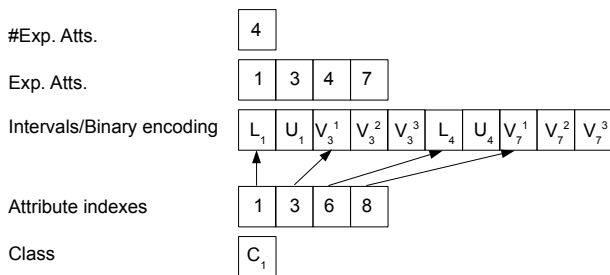 #Exp. Atts. 4
Exp. Atts. 1 3 4 7
Intervals/Binary encoding L₁ U₁ V₃¹ V₃² V₃³ L₄ U₄ V₇¹ V₇² V₇³
Attribute indexes 1 3 6 8
Class C₁